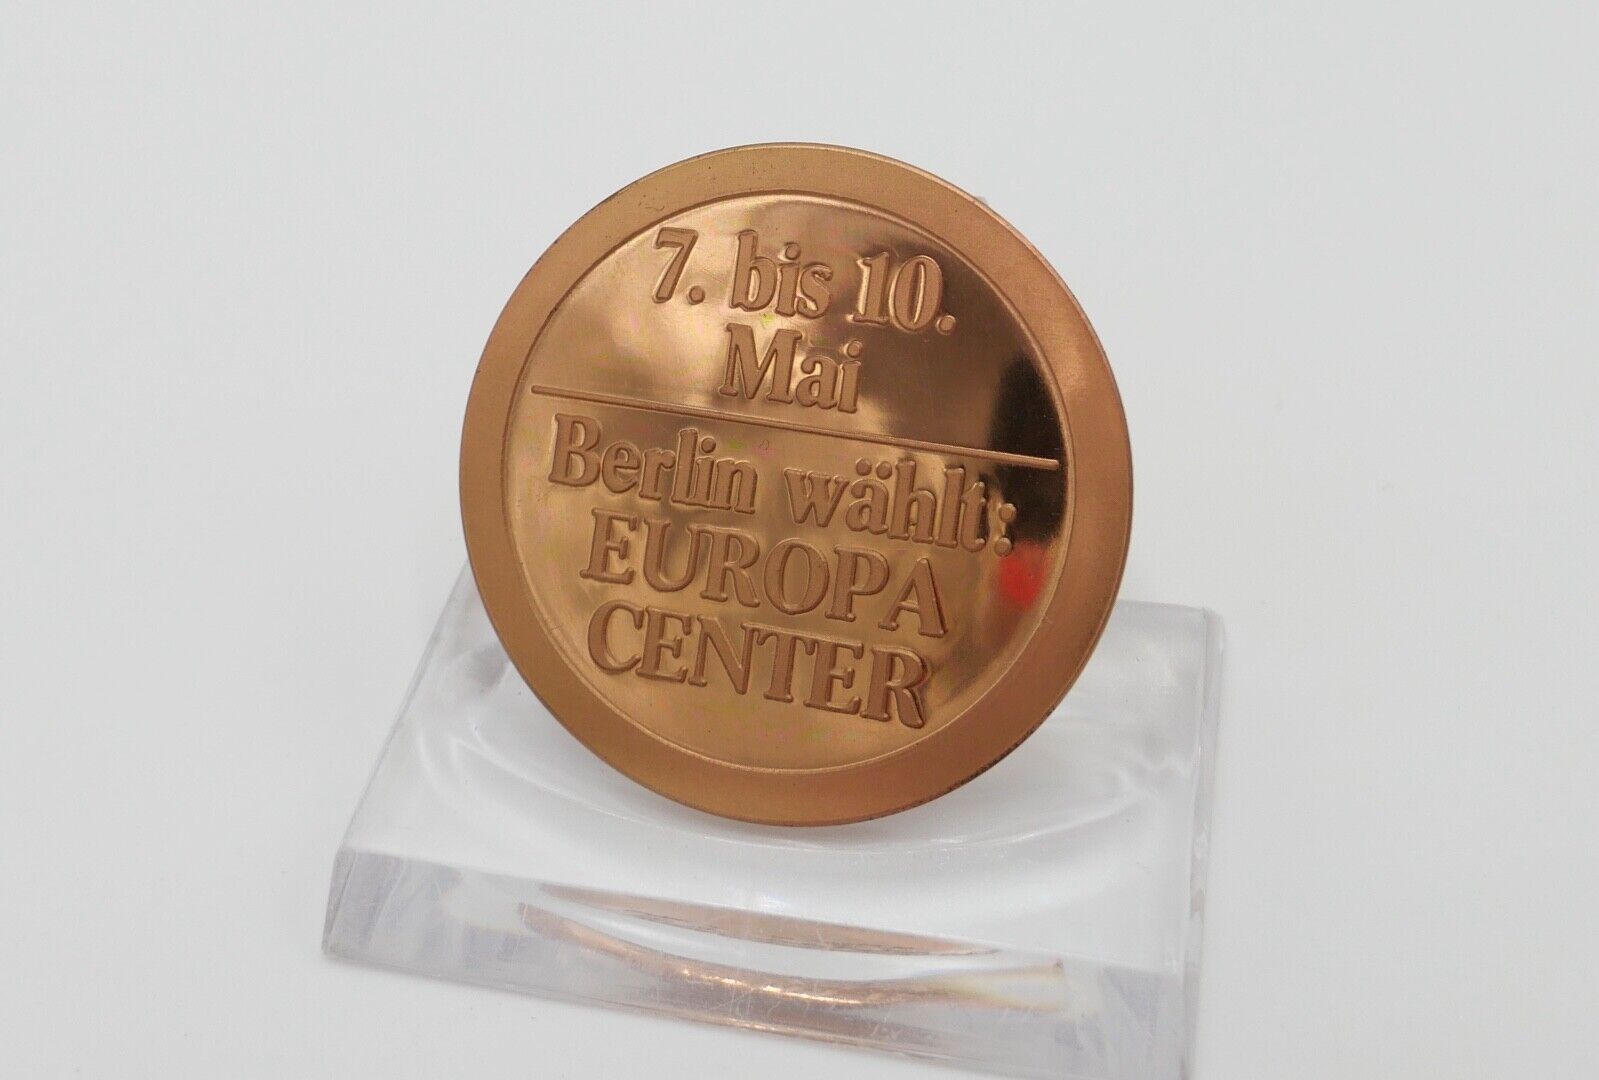 7. bis 10.
Mai
Berlin wählt:
EUROPA
CENTER